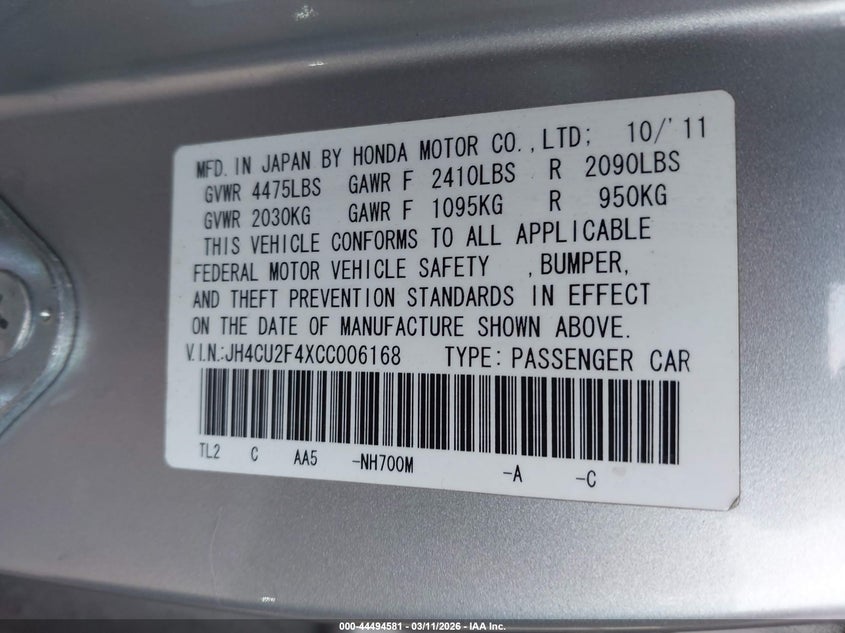 MFD. IN JAPAN BY HONDA MOTOR CO., LTD; 10/'11
GVWR 4475LBS GAWR F 2410LBS R 2090LBS
GVWR 2030KG GAWR F 1095KG R 950KG
THIS VEHICLE CONFORMS TO ALL APPLICABLE
FEDERAL MOTOR VEHICLE SAFETY , BUMPER,
AND THEFT PREVENTION STANDARDS IN EFFECT
ON THE DATE OF MANUFACTURE SHOWN ABOVE.
V.I.N.:JH4CU2F4XCC006168 TYPE: PASSENGER CAR
TL2 C AA5 -NH700M -A -C
000-44494581 - 03/11/2026 - IAA Inc.